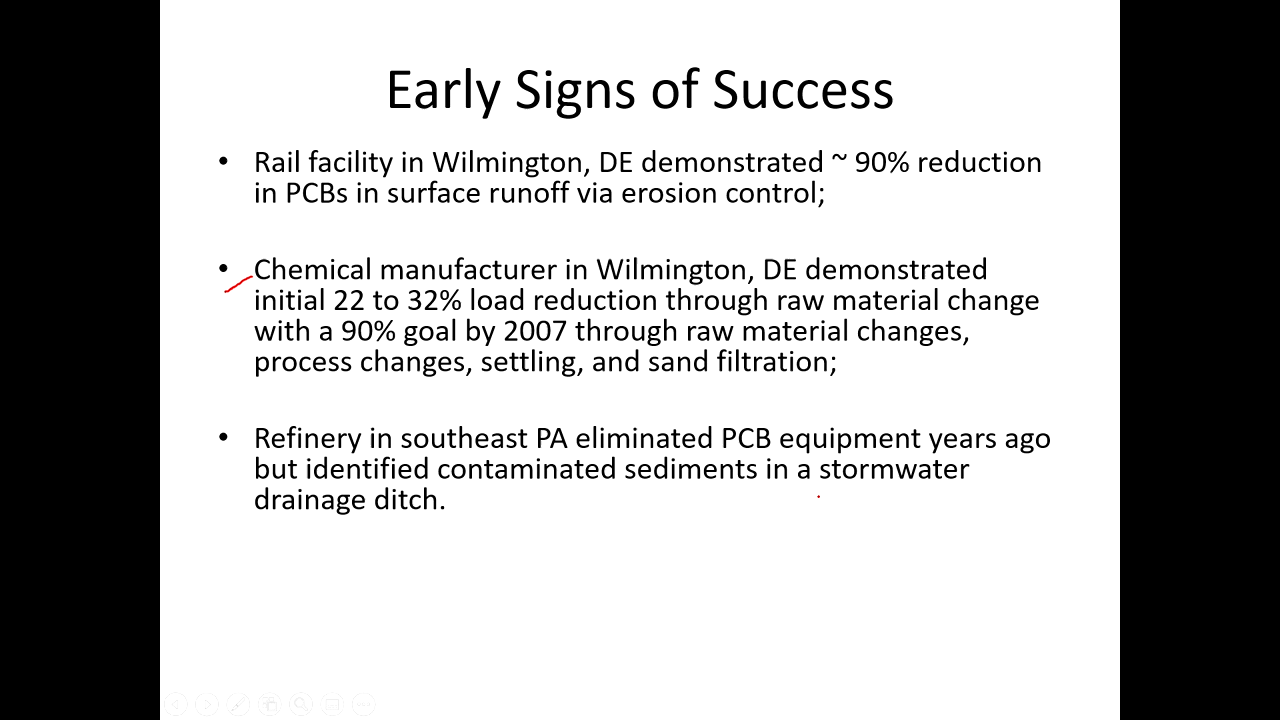 Early Signs of Success
• Rail facility in Wilmington, DE demonstrated ~ 90% reduction
in PCBs in surface runoff via erosion control;
• Chemical manufacturer in Wilmington, DE demonstrated
initial 22 to 32% load reduction through raw material change
with a 90% goal by 2007 through raw material changes,
process changes, settling, and sand filtration;
• Refinery in southeast PA eliminated PCB equipment years ago
but identified contaminated sediments in a stormwater
drainage ditch.